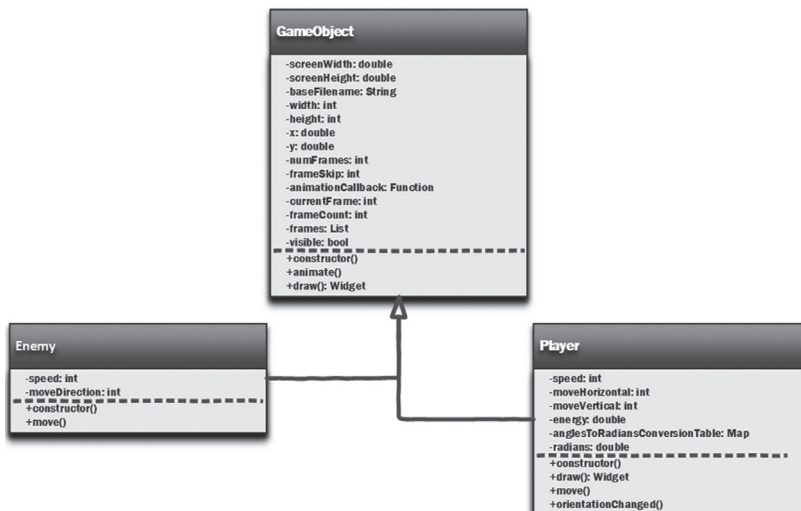 GameObject
-screenWidth: double
-screenHeight: double
-baseFilename: String
-width: int
-height: int
-x: double
-y: double
-numFrames: int
-frameSkip: int
-animationCallback: Function
-currentFrame: int
-frameCount: int
-frames: List
-visible: bool
+constructor()
+animate()
+draw(): Widget
Enemy
-speed: int
-moveDirection: int
+constructor()
+move()
Player
-speed: int
-moveHorizontal: int
-moveVertical: int
-energy: double
-anglesToRadiansConversionTable: Map
-radians: double
+constructor()
+draw(): Widget
+move()
+orientationChanged()